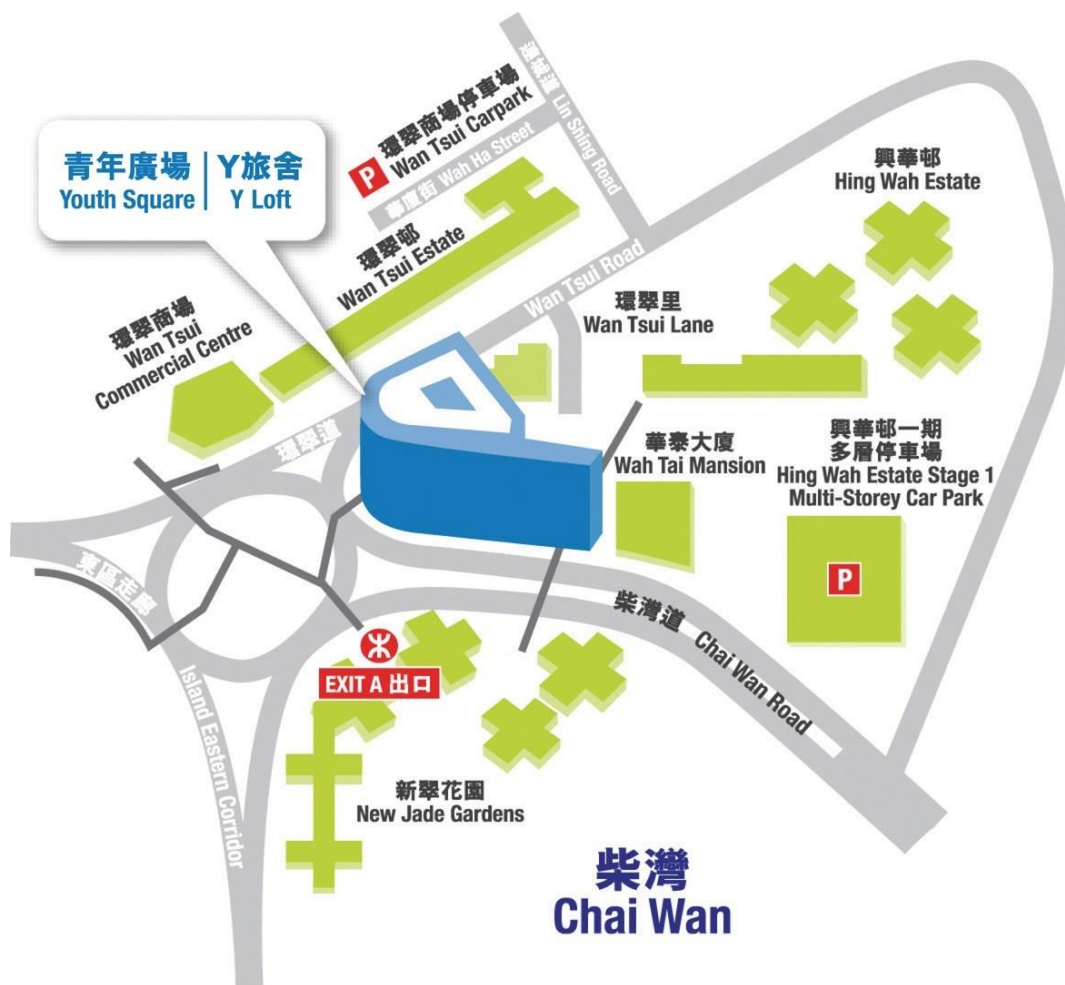 青年廣場 | Y旅舍
Youth Square | Y Loft
P
環翠商場停車場
Wan Tsui Carpark
華廈街 Wah Ha Street
連城道 Lin Shing Road
環翠邨
Wan Tsui Estate
Wan Tsui Road
環翠道
環翠商場
Wan Tsui
Commercial Centre
環翠里
Wan Tsui Lane
興華邨
Hing Wah Estate
華泰大廈
Wah Tai Mansion
興華邨一期
多層停車場
Hing Wah Estate Stage 1
Multi-Storey Car Park
P
東區走廊
Island Eastern Corridor
柴灣道 Chai Wan Road
EXIT A 出口
新翠花園
New Jade Gardens
柴灣
Chai Wan